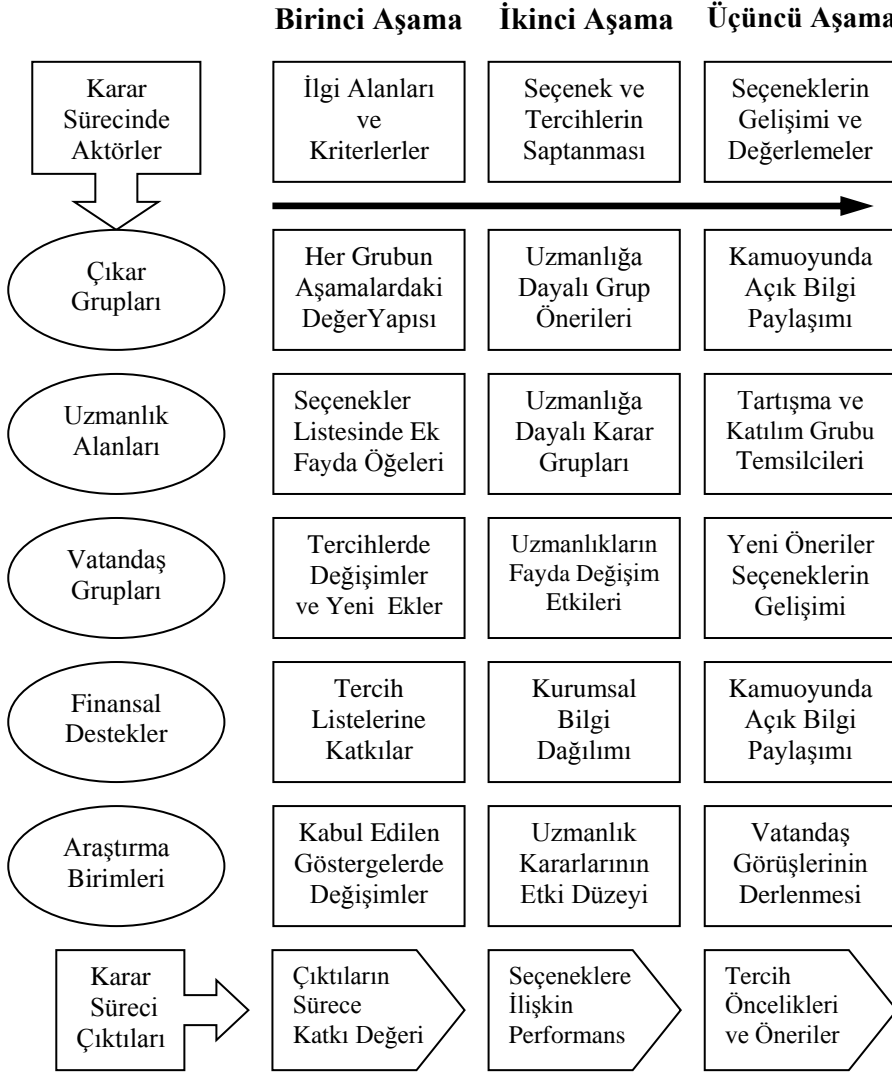 Birinci Aşama İkinci Aşama Üçüncü Aşama
Karar
Sürecinde
Aktörler
İlgi Alanları
ve
Kriterlerler
Seçenek ve
Tercihlerin
Saptanması
Seçeneklerin
Gelişimi ve
Değerlemeler
Çıkar
Grupları
Her Grubun
Aşamalardaki
DeğerYapısı
Uzmanlığa
Dayalı Grup
Önerileri
Kamuoyunda
Açık Bilgi
Paylaşımı
Uzmanlık
Alanları
Seçenekler
Listesinde Ek
Fayda Öğeleri
Uzmanlığa
Dayalı Karar
Grupları
Tartışma ve
Katılım Grubu
Temsilcileri
Vatandaş
Grupları
Tercihlerde
Değişimler
ve Yeni Ekler
Uzmanlıkların
Fayda Değişim
Etkileri
Yeni Öneriler
Seçeneklerin
Gelişimi
Finansal
Destekler
Tercih
Listelerine
Katkılar
Kurumsal
Bilgi
Dağılımı
Kamuoyunda
Açık Bilgi
Paylaşımı
Araştırma
Birimleri
Kabul Edilen
Göstergelerde
Değişimler
Uzmanlık
Kararlarının
Etki Düzeyi
Vatandaş
Görüşlerinin
Derlenmesi
Karar
Süreci
Çıktıları
Çıktıların
Sürece
Katkı Değeri
Seçeneklere
İlişkin
Performans
Tercih
Öncelikleri
ve Öneriler